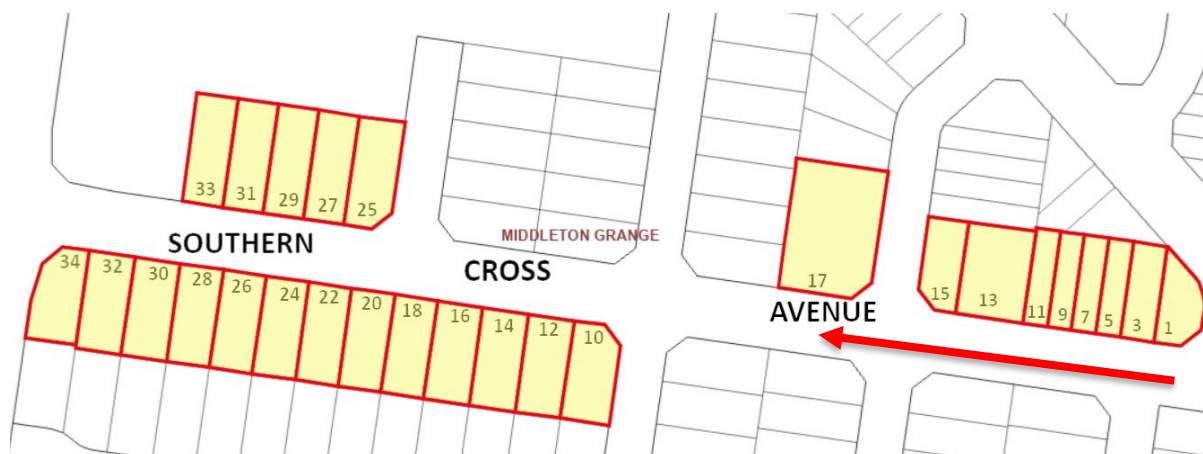 33 31 29 27 25
SOUTHERN
MIDDLETON GRANGE
CROSS
17
AVENUE
15 13 11 9 7 5 3 1
34 32 30 28 26 24 22 20 18 16 14 12 10